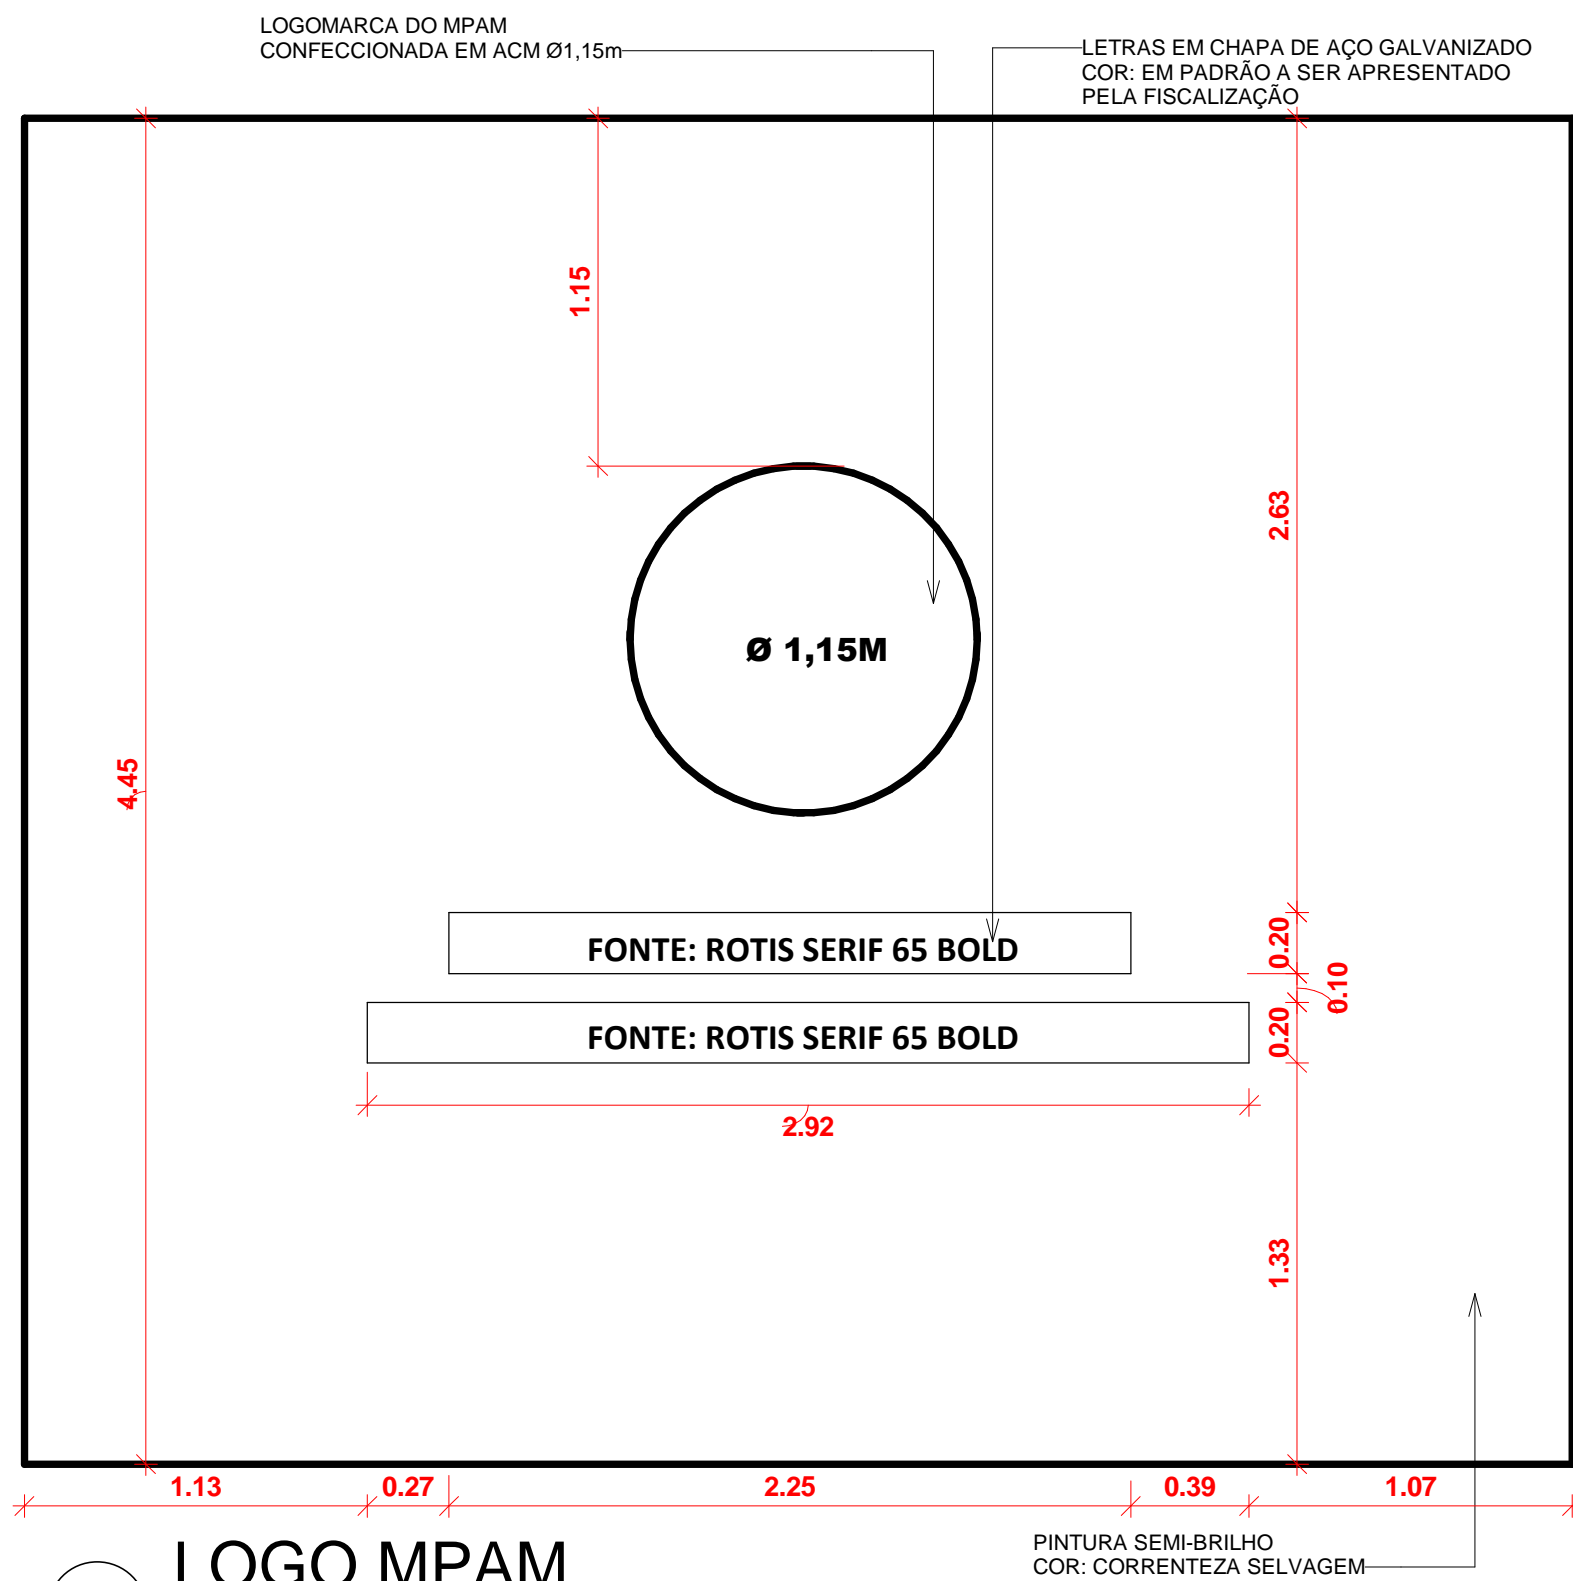 LOGOMARCA DO MPAM
CONFECCIONADA EM ACM Ø1,15m
LETRAS EM CHAPA DE AÇO GALVANIZADO
COR: EM PADRÃO A SER APRESENTADO
PELA FISCALIZAÇÃO
1.15
2.63
Ø 1,15M
4.45
FONTE: ROTIS SERIF 65 BOLD
0.20
0.10
FONTE: ROTIS SERIF 65 BOLD
0.20
2.92
1.33
1.13
0.27
2.25
0.39
1.07
LOGO MPAM
PINTURA SEMI-BRILHO
COR: CORRENTEZA SELVAGEM